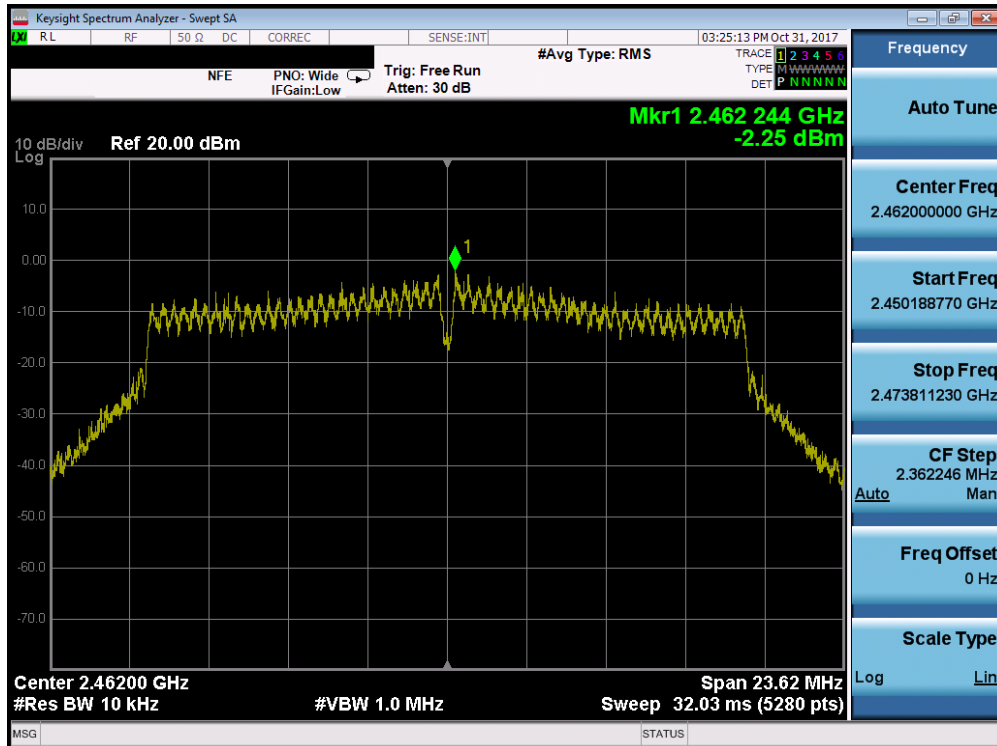 Keysight Spectrum Analyzer - Swept SA
LXI RL RF 50 Ω DC CORREC SENSE:INT 03:25:13 PM Oct 31, 2017
NFE PNO: Wide Trig: Free Run #Avg Type: RMS TRACE 1 2 3 4 5 6
IFGain:Low Atten: 30 dB TYPE M WWWWW
DET P N N N N N
Mkr1 2.462 244 GHz
-2.25 dBm
10 dB/div Ref 20.00 dBm
Log
10.0
0.00
-10.0
-20.0
-30.0
-40.0
-50.0
-60.0
-70.0
1
Center 2.46200 GHz Span 23.62 MHz
#Res BW 10 kHz #VBW 1.0 MHz Sweep 32.03 ms (5280 pts)
MSG STATUS
Frequency
Auto Tune
Center Freq
2.462000000 GHz
Start Freq
2.450188770 GHz
Stop Freq
2.473811230 GHz
CF Step
2.362246 MHz
Auto Man
Freq Offset
0 Hz
Scale Type
Log Lin